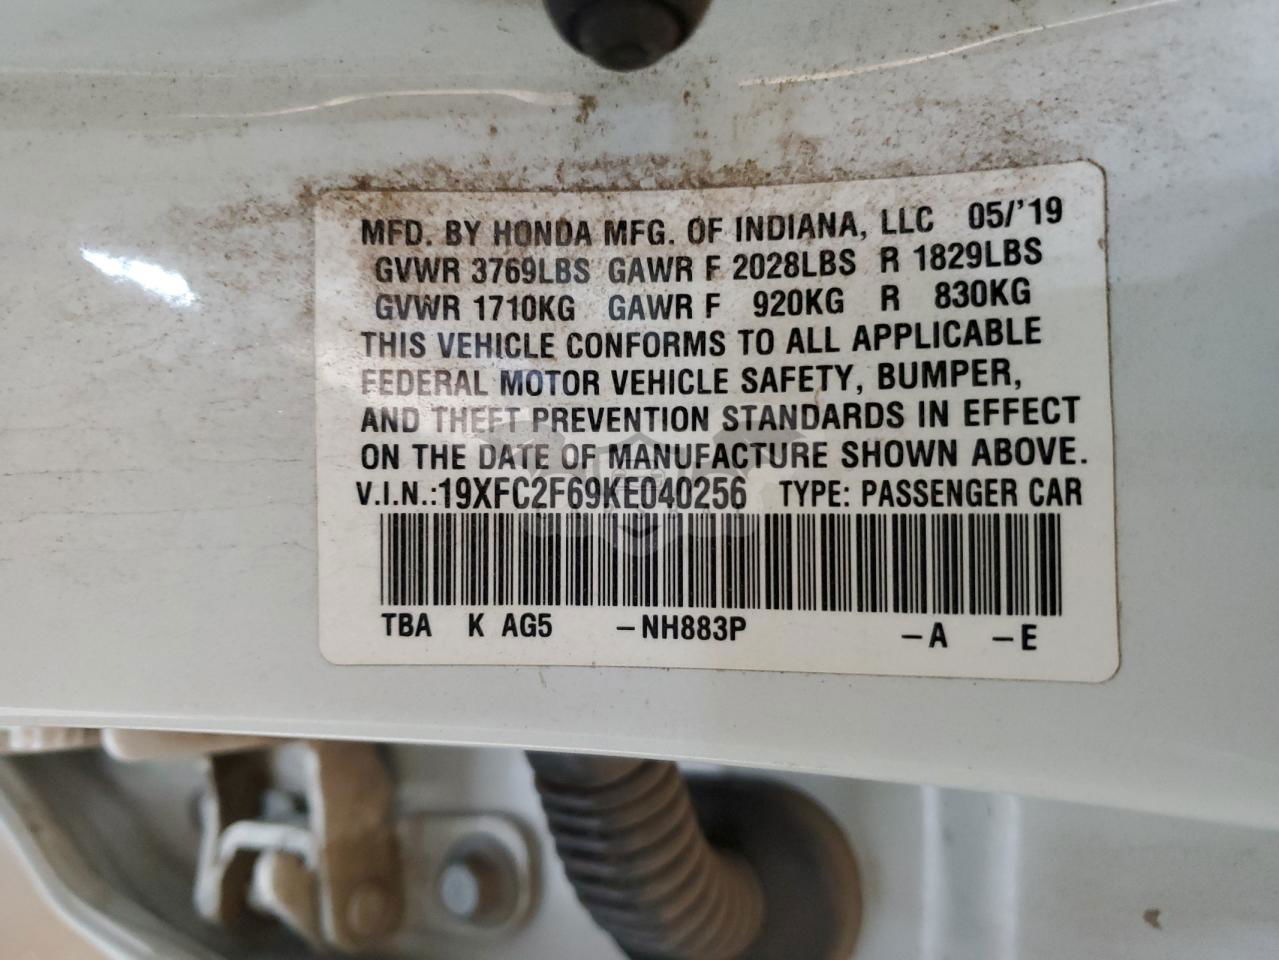 MFD. BY HONDA MFG. OF INDIANA, LLC 05/'19
GVWR 3769LBS GAWR F 2028LBS R 1829LBS
GVWR 1710KG GAWR F 920KG R 830KG
THIS VEHICLE CONFORMS TO ALL APPLICABLE
FEDERAL MOTOR VEHICLE SAFETY, BUMPER,
AND THEFT PREVENTION STANDARDS IN EFFECT
ON THE DATE OF MANUFACTURE SHOWN ABOVE.
V.I.N.:19XFC2F69KE040256 TYPE: PASSENGER CAR
TBA K AG5 –NH883P –A –E